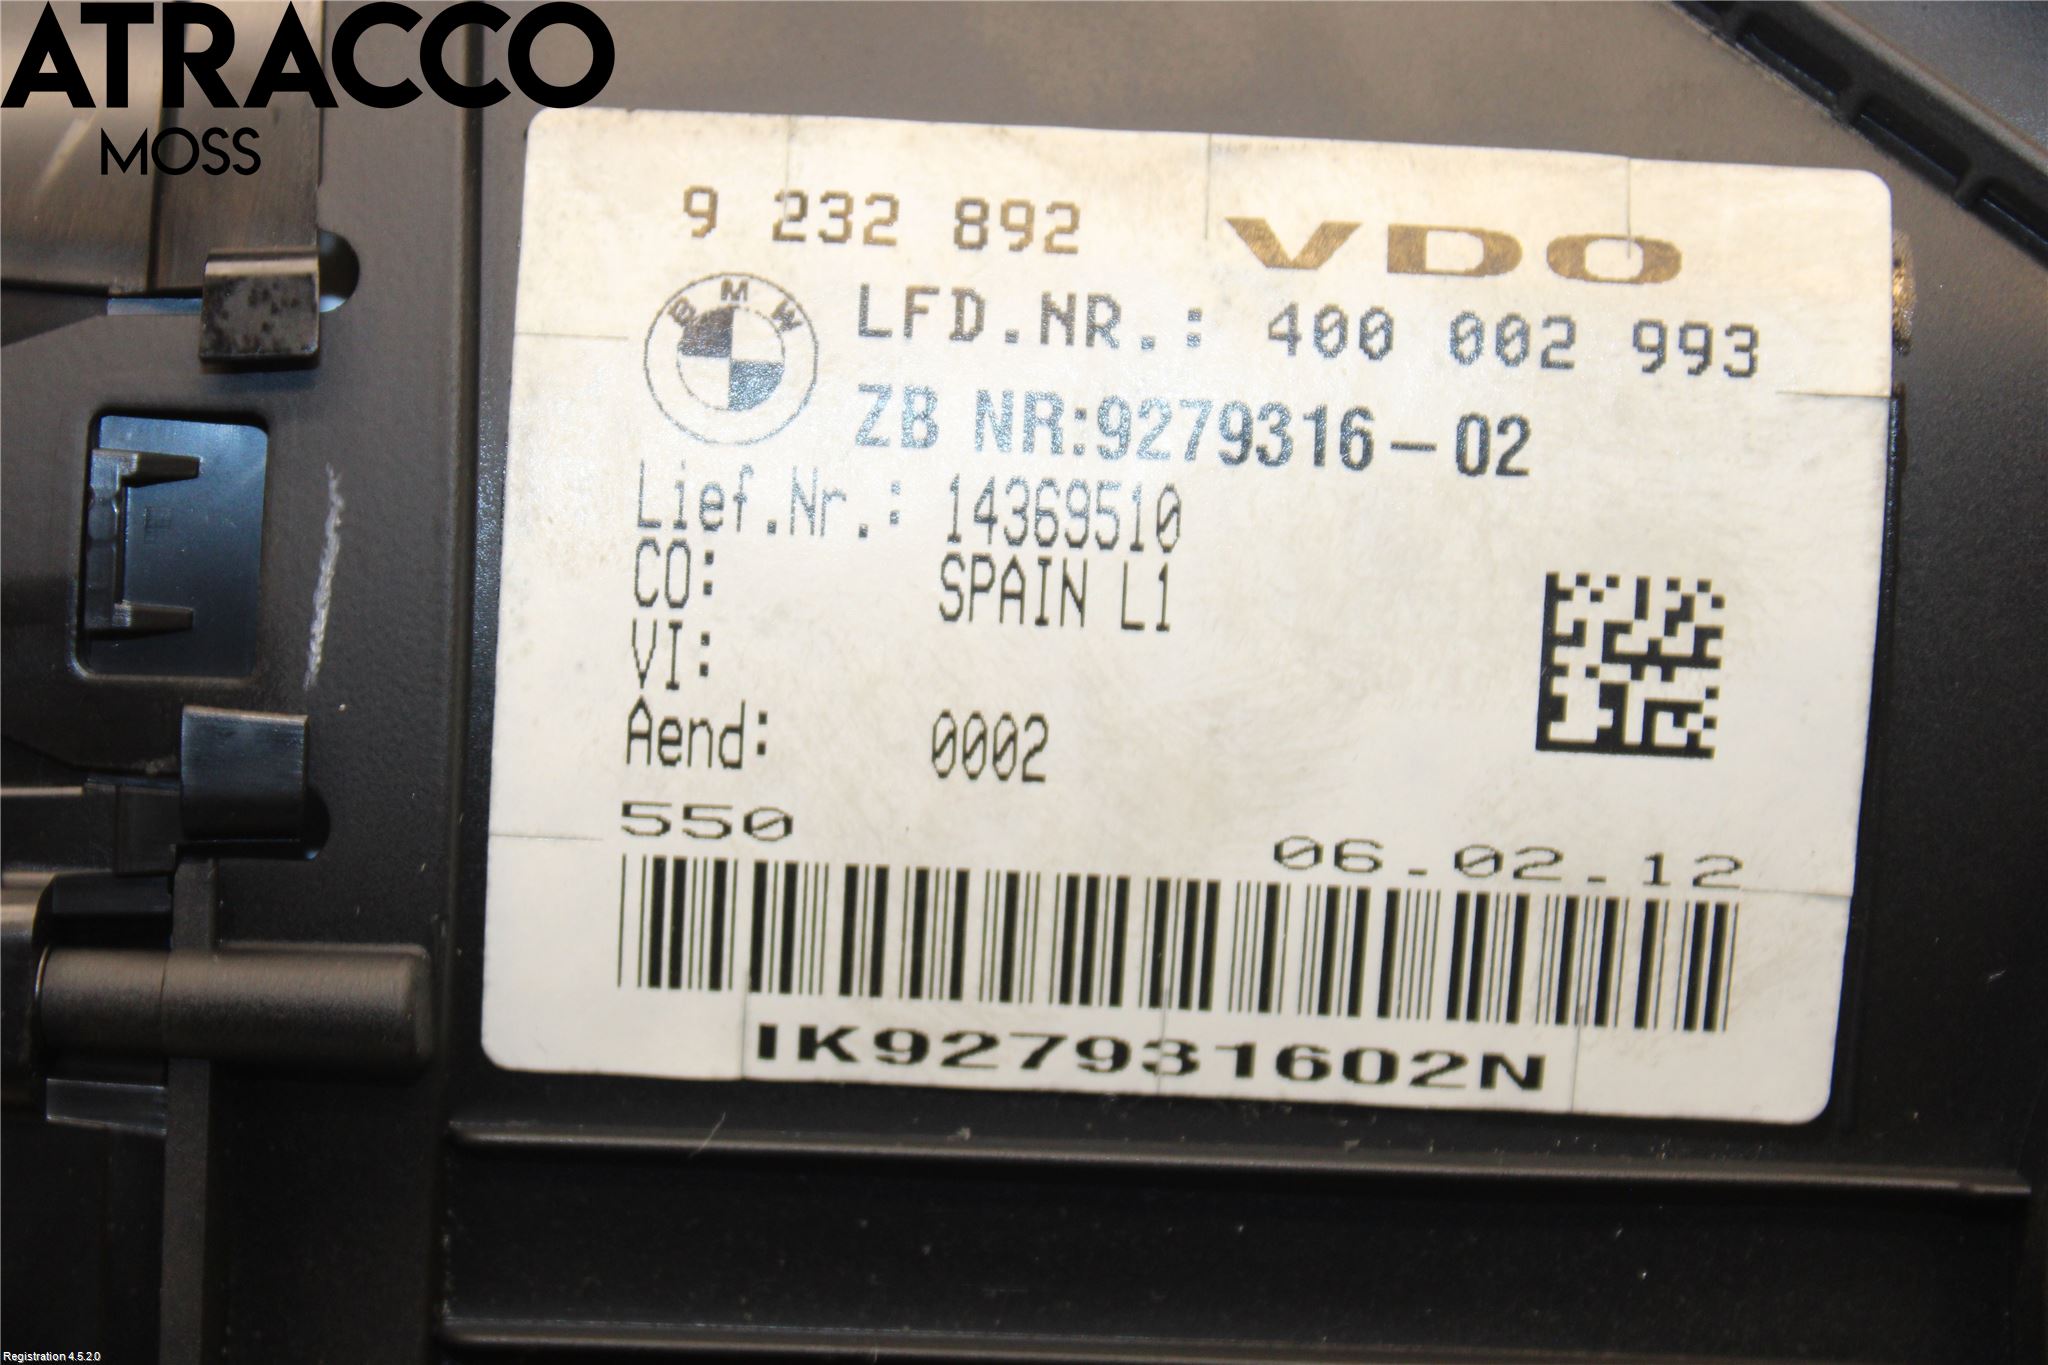 ATRACCO
MOSS
9 232 892 VDO
BMW
LFD.NR.: 400 002 993
ZB NR:9279316-02
Lief.Nr.: 14369510
CO: SPAIN L1
VI:
Aend: 0002
550
06.02.12
IK927931602N
Registration 4.5.2.0